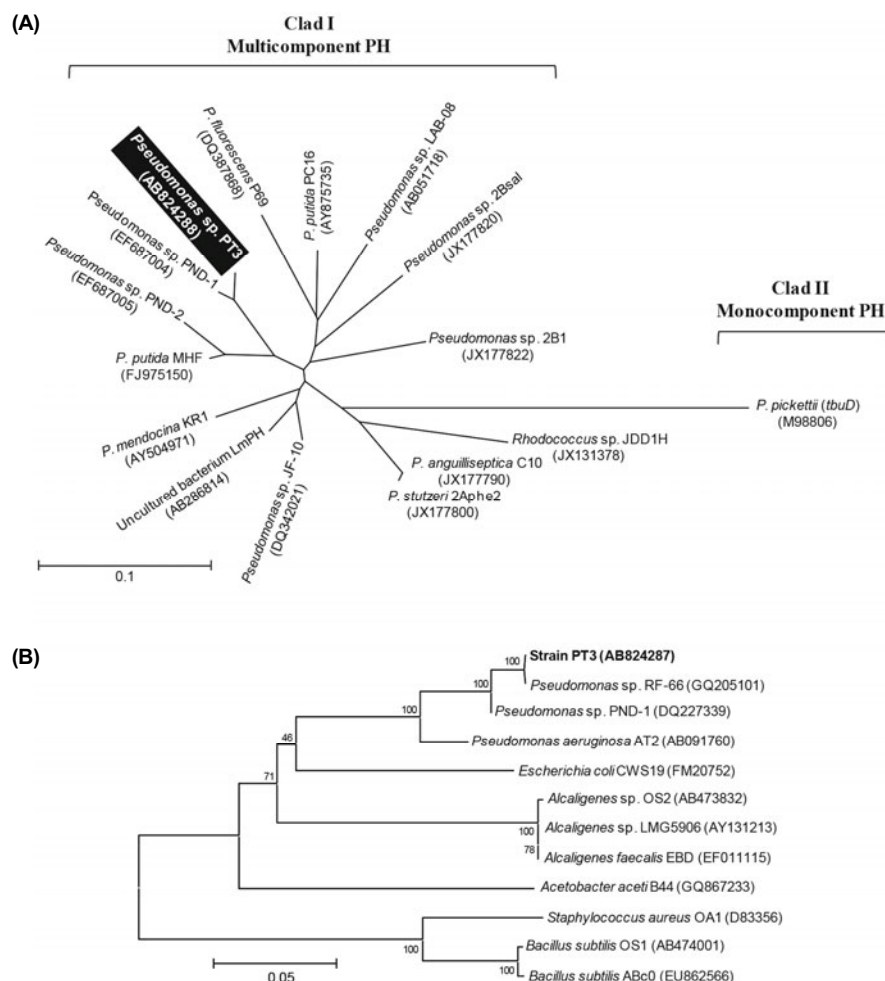 (A)
Clad I
Multicomponent PH
P. fluorescens P69
(DQ387868)
P. putida PC16
(AY875735)
Pseudomonas sp. LAB-08
(AB051718)
Pseudomonas sp. 2Bsal
(JX177820)
Pseudomonas sp. PT3
(AB824288)
Pseudomonas sp. PND-1
(EF687004)
Pseudomonas sp. PND-2
(EF687005)
Clad II
Monocomponent PH
Pseudomonas sp. 2B1
(JX177822)
P. putida MHF
(FJ975150)
P. pickettii (tbuD)
(M98806)
P. mendocina KR1
(AY504971)
Rhodococcus sp. JDD1H
(JX131378)
Uncultured bacterium LmPH
(AB286814)
Pseudomonas sp. JF-10
(DQ342021)
P. anguilliseptica C10
(JX177790)
P. stutzeri 2Aphe2
(JX177800)
0.1
(B)
100 Strain PT3 (AB824287)
100 Pseudomonas sp. RF-66 (GQ205101)
100 Pseudomonas sp. PND-1 (DQ227339)
46 Pseudomonas aeruginosa AT2 (AB091760)
71 Escherichia coli CWS19 (FM20752)
Alcaligenes sp. OS2 (AB473832)
100 Alcaligenes sp. LMG5906 (AY131213)
78 Alcaligenes faecalis EBD (EF011115)
Acetobacter aceti B44 (GQ867233)
Staphylococcus aureus OA1 (D83356)
100 Bacillus subtilis OS1 (AB474001)
100 Bacillus subtilis ABc0 (EU862566)
0.05